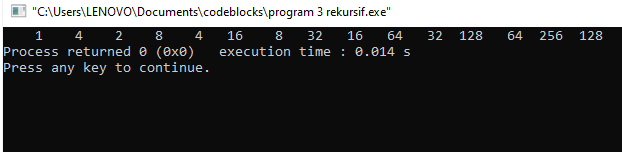 "C:\Users\LENOVO\Documents\codeblocks\program 3 rekursif.exe"
1 4 2 8 4 16 8 32 16 64 32 128 64 256 128
Process returned 0 (0x0) execution time : 0.014 s
Press any key to continue.